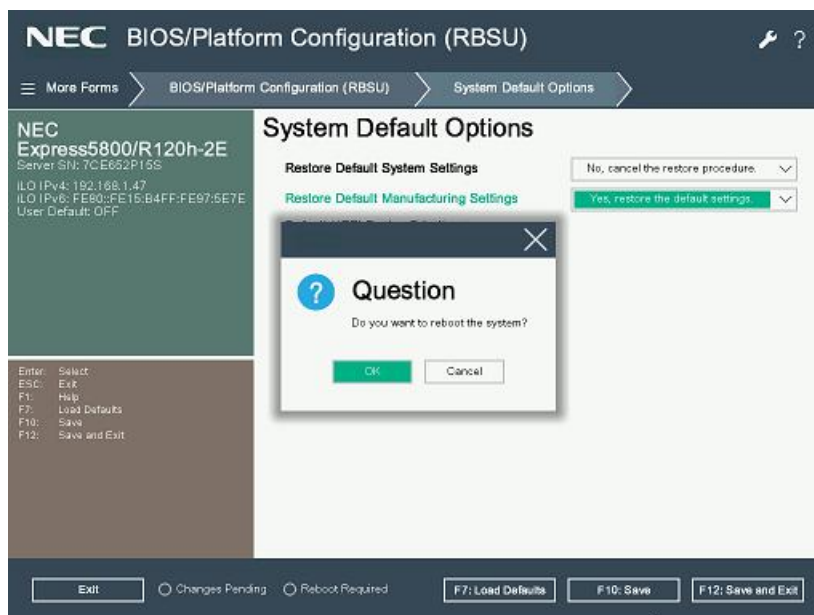 NEC BIOS/Platform Configuration (RBSU)
?
More Forms BIOS/Platform Configuration (RBSU) System Default Options
NEC
Express5800/R120h-2E
Server SN: 7CE652P15S
iLO IPv4: 192.168.1.47
iLO IPv6: FE80::FE15:B4FF:FE97:5E7E
User Default: OFF
System Default Options
Restore Default System Settings No, cancel the restore procedure.
Restore Default Manufacturing Settings Yes, restore the default settings.
?
Question
Do you want to reboot the system?
OK Cancel
Enter: Select
ESC: Exit
F1: Help
F7: Load Defaults
F10: Save
F12: Save and Exit
Exit Changes Pending Reboot Required F7: Load Defaults F10: Save F12: Save and Exit